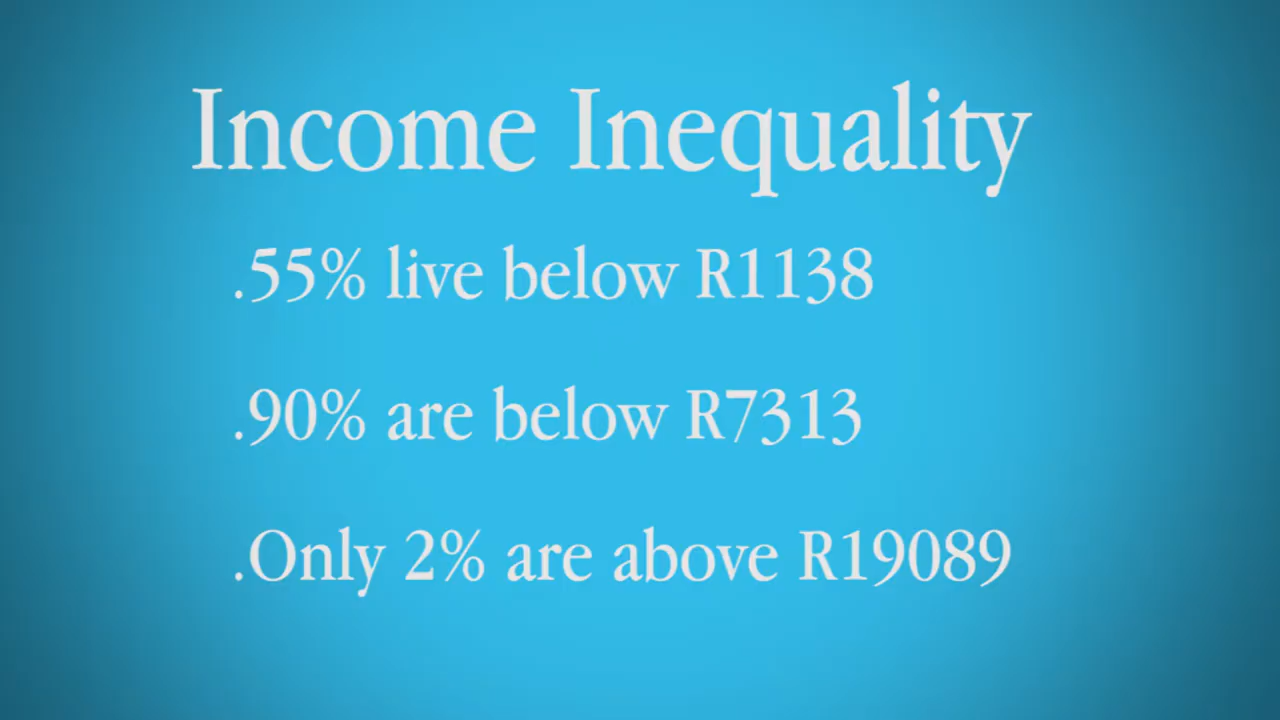 Income Inequality
.55% live below R1138
.90% are below R7313
.Only 2% are above R19089